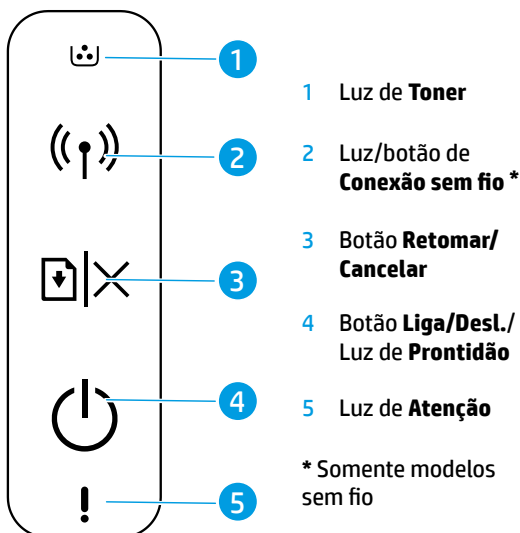 1
2
3
4
5
1 Luz de Toner
2 Luz/botão de
Conexão sem fio *
3 Botão Retomar/
Cancelar
4 Botão Liga/Desl./
Luz de Prontidão
5 Luz de Atenção
* Somente modelos
sem fio